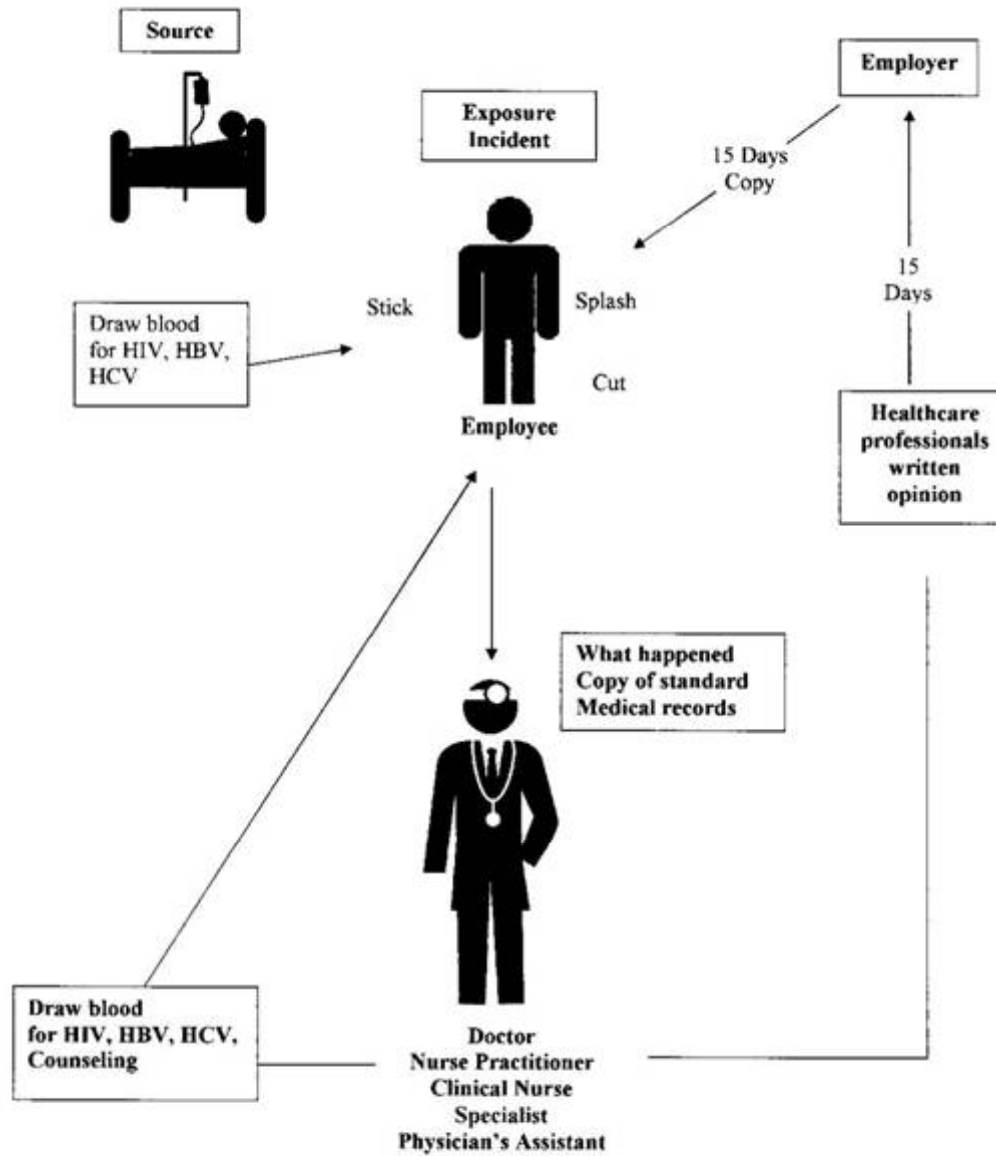 Source
Employer
Exposure
Incident
15 Days
Copy
15
Days
Stick
Splash
Draw blood
for HIV, HBV,
HCV
Cut
Employee
Healthcare
professionals
written
opinion
What happened
Copy of standard
Medical records
Draw blood
for HIV, HBV, HCV,
Counseling
Doctor
Nurse Practitioner
Clinical Nurse
Specialist
Physician's Assistant